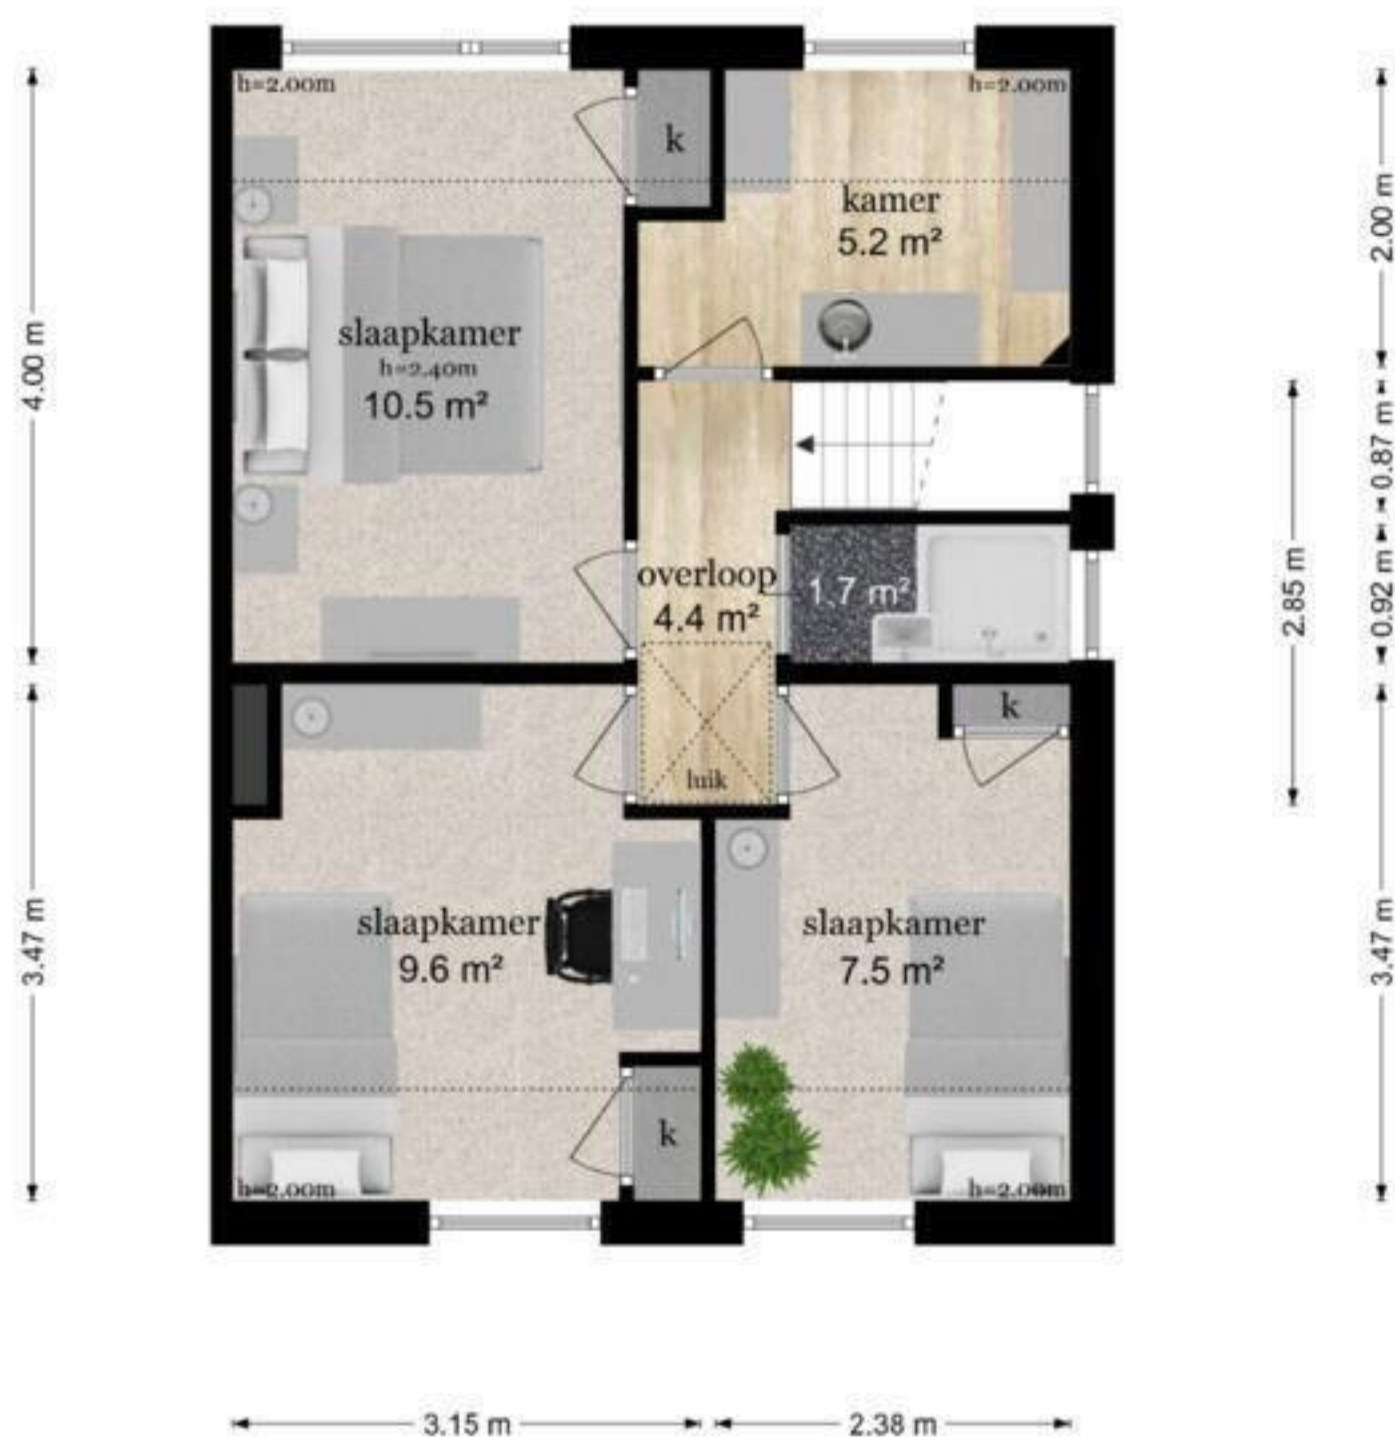 h=2.00m
k
h=2.00m
kamer
5.2 m²
slaapkamer
h=2.40m
10.5 m²
4.00 m
2.00 m
0.87 m
2.85 m
0.92 m
overloop
4.4 m²
1.7 m²
k
luik
slaapkamer
9.6 m²
slaapkamer
7.5 m²
3.47 m
3.47 m
k
h=2.00m
h=2.00m
3.15 m
2.38 m